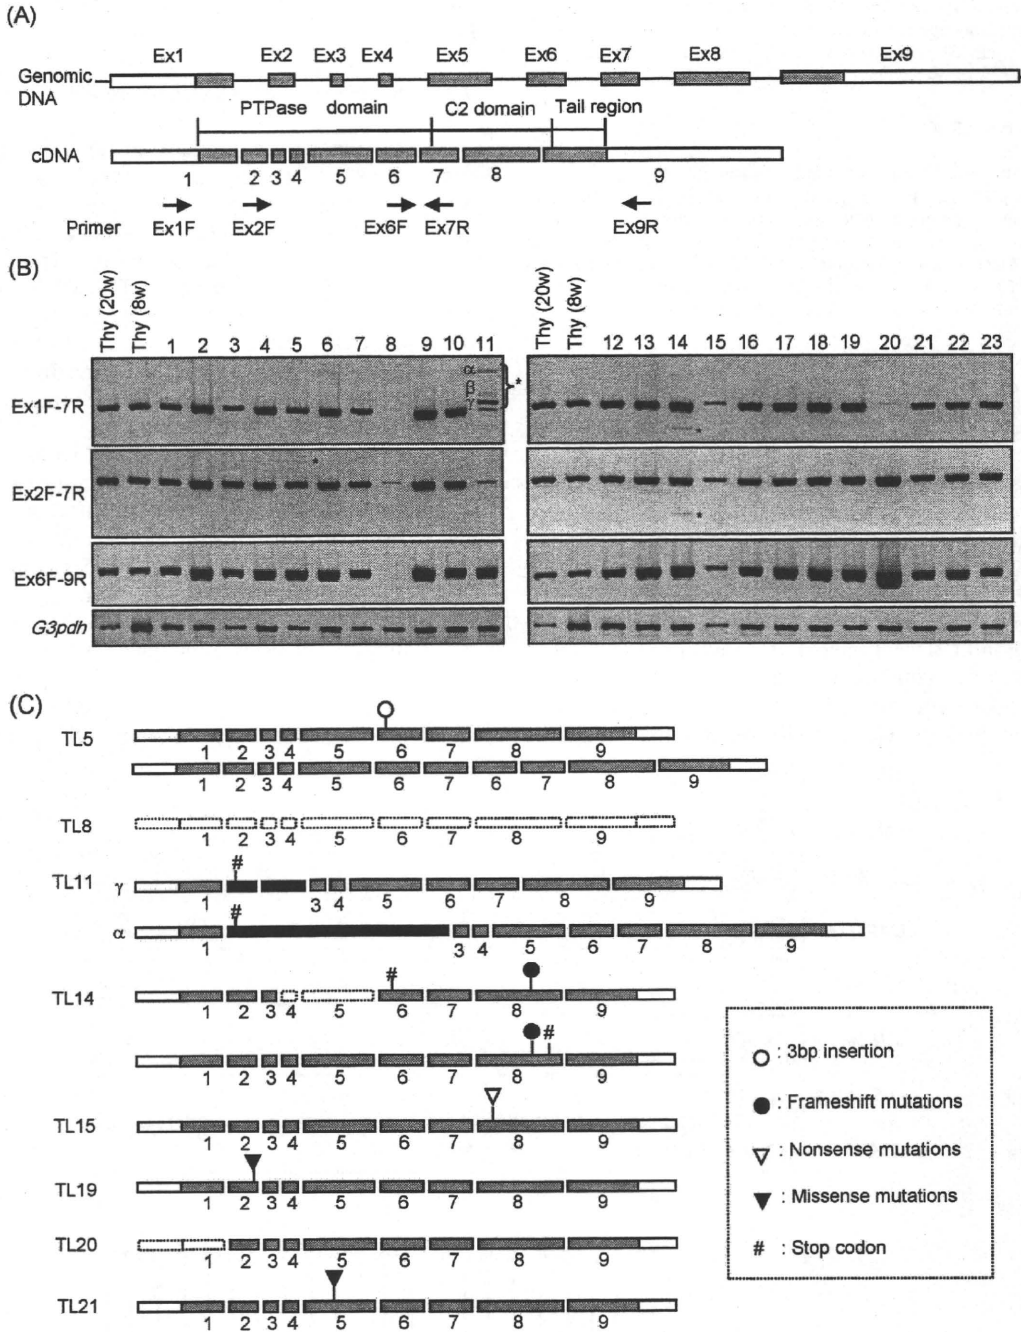 (A)
Ex1 Ex2 Ex3 Ex4 Ex5 Ex6 Ex7 Ex8 Ex9
Genomic
DNA
PTPase domain C2 domain Tail region
cDNA
1 2 3 4 5 6 7 8 9
Primer Ex1F Ex2F Ex6F Ex7R Ex9R
(B)
Thy (20w) Thy (8w) 1 2 3 4 5 6 7 8 9 10 11 Thy (20w) Thy (8w) 12 13 14 15 16 17 18 19 20 21 22 23
α
β *
γ
Ex1F-7R
*
*
Ex2F-7R
*
Ex6F-9R
G3pdh
(C)
TL5
1 2 3 4 5 6 7 8 9
1 2 3 4 5 6 7 6 7 8 9
TL8
1 2 3 4 5 6 7 8 9
#
TL11 γ
1 3 4 5 6 7 8 9
#
α
1 3 4 5 6 7 8 9
#
TL14
1 2 3 4 5 6 7 8 9
#
1 2 3 4 5 6 7 8 9
TL15
1 2 3 4 5 6 7 8 9
TL19
1 2 3 4 5 6 7 8 9
TL20
1 2 3 4 5 6 7 8 9
TL21
1 2 3 4 5 6 7 8 9
: 3bp insertion
: Frameshift mutations
: Nonsense mutations
: Missense mutations
# : Stop codon